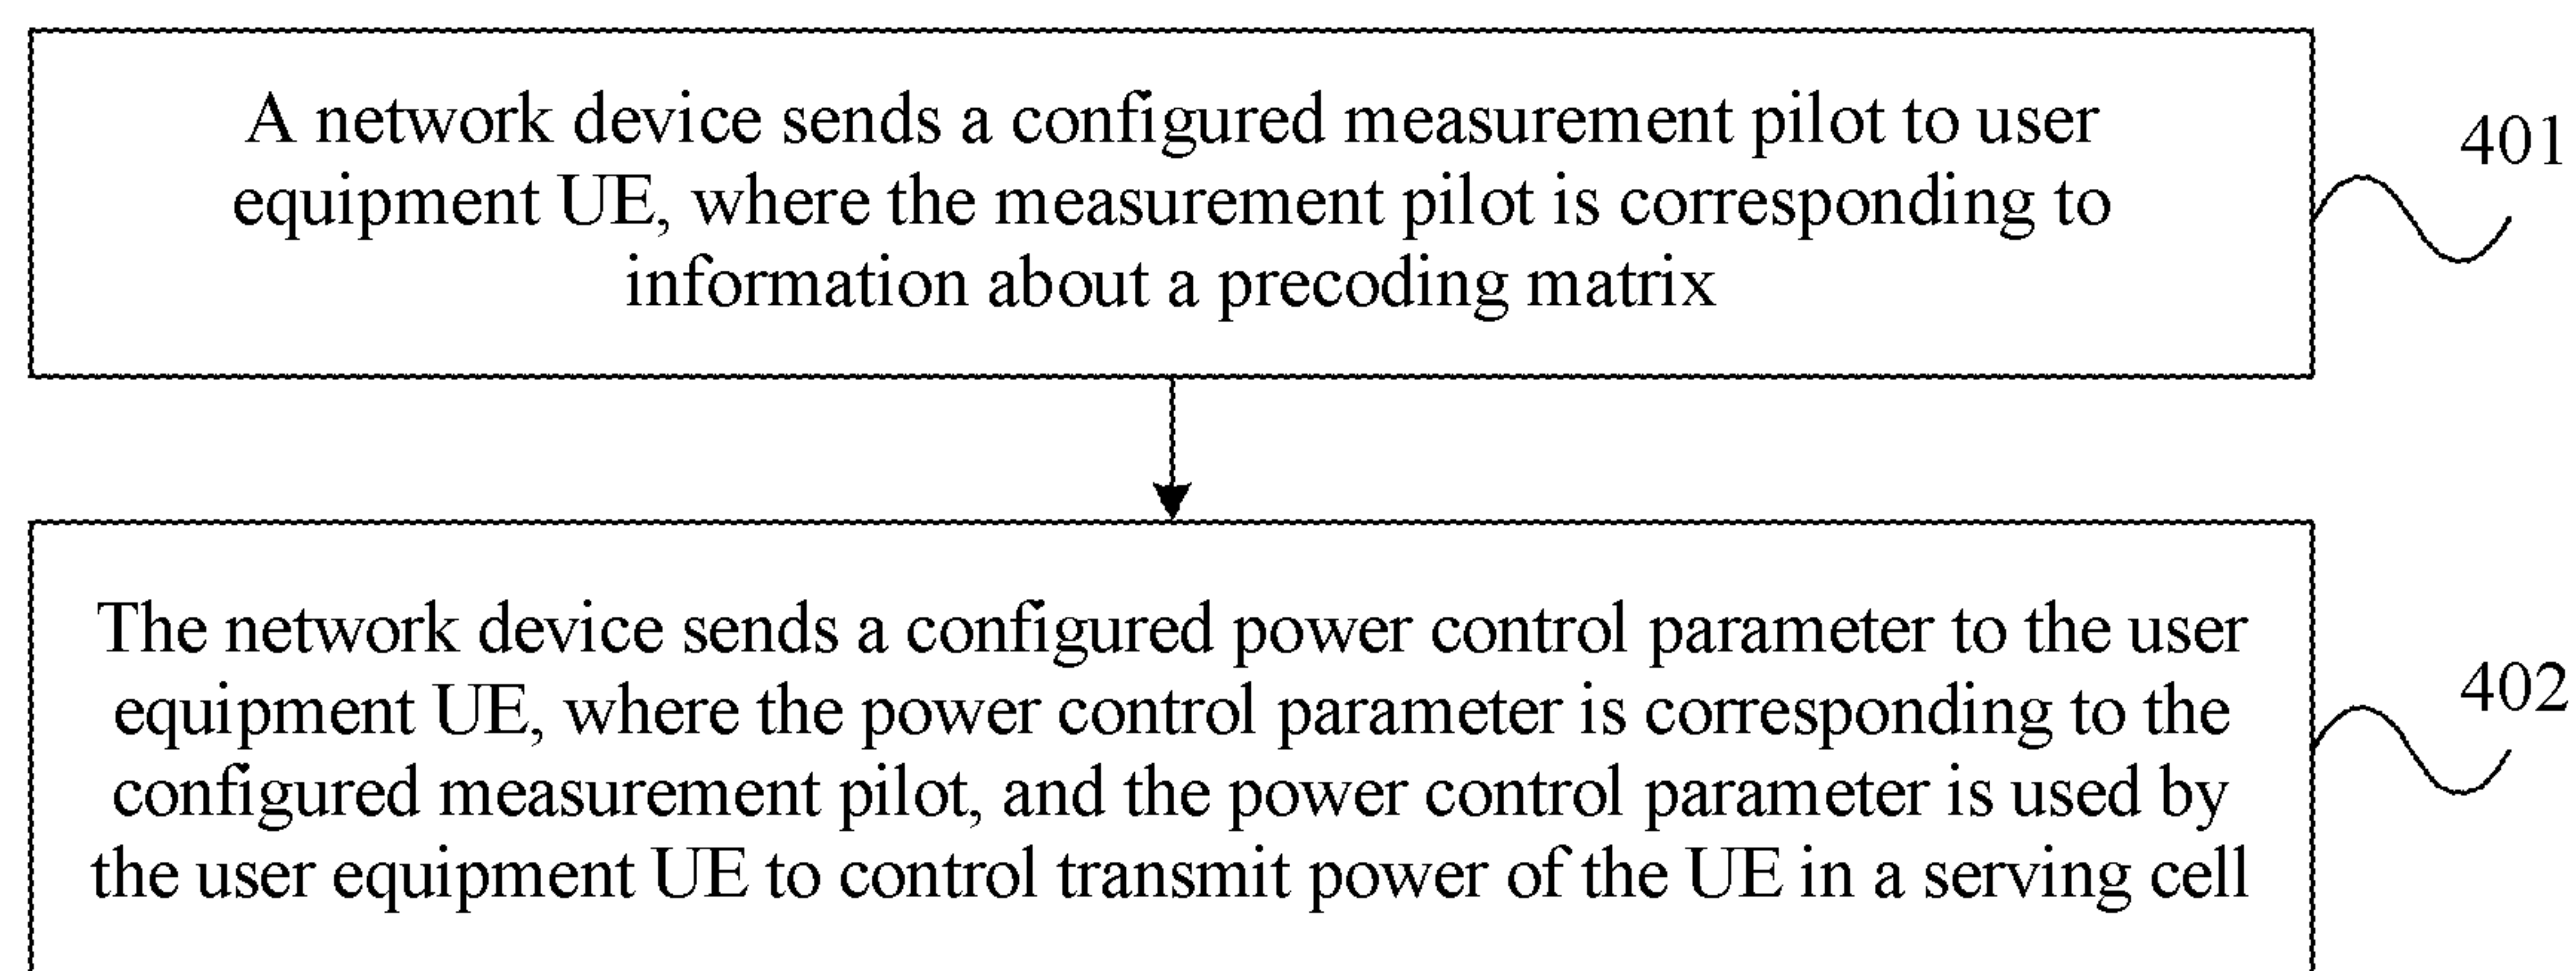 A network device sends a configured measurement pilot to user
equipment UE, where the measurement pilot is corresponding to
information about a precoding matrix
401
The network device sends a configured power control parameter to the user
equipment UE, where the power control parameter is corresponding to the
configured measurement pilot, and the power control parameter is used by
the user equipment UE to control transmit power of the UE in a serving cell
402